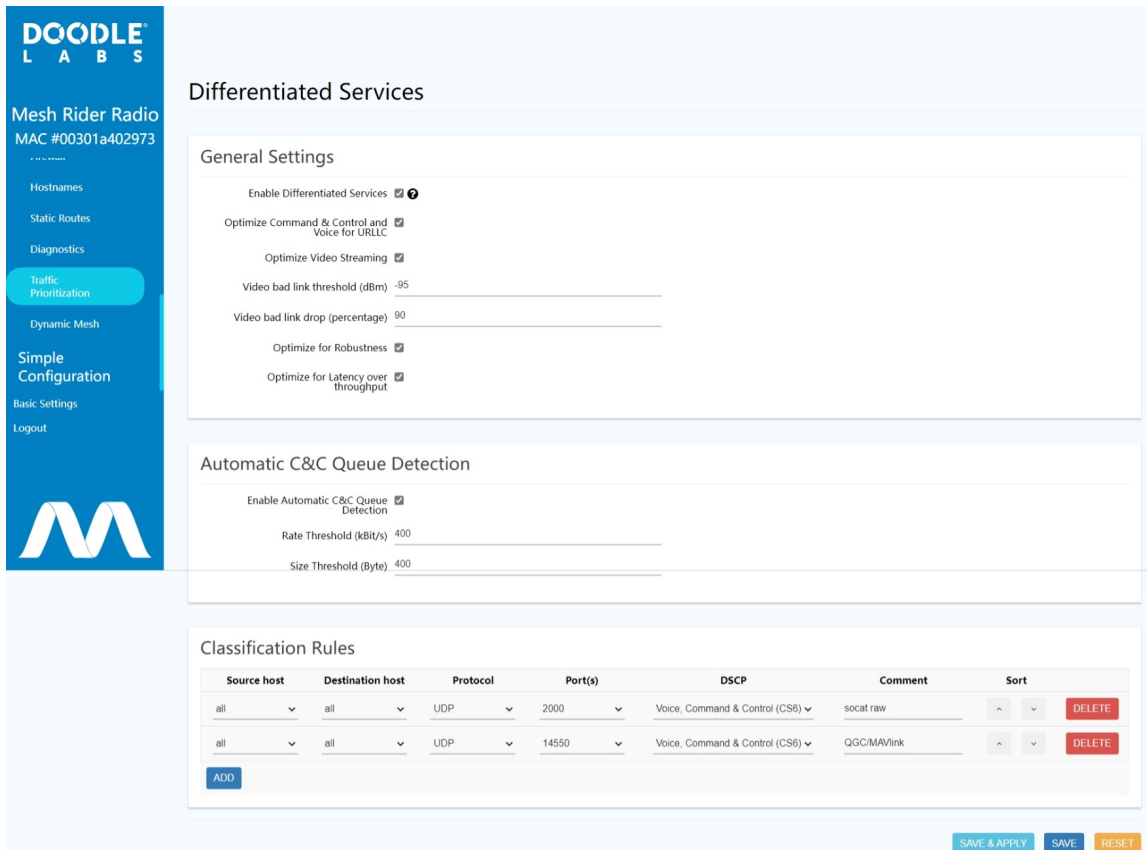 DOODLE
LABS
Mesh Rider Radio
MAC #00301a402973
Hostnames
Static Routes
Diagnostics
Traffic
Prioritization
Dynamic Mesh
Simple
Configuration
Basic Settings
Logout
Differentiated Services
General Settings
Enable Differentiated Services
Optimize Command & Control and
Voice for URLLC
Optimize Video Streaming
Video bad link threshold (dBm) -95
Video bad link drop (percentage) 90
Optimize for Robustness
Optimize for Latency over
throughput
Automatic C&C Queue Detection
Enable Automatic C&C Queue
Detection
Rate Threshold (kBit/s) 400
Size Threshold (Byte) 400
Classification Rules
Source host Destination host Protocol Port(s) DSCP Comment Sort
all all UDP 2000 Voice, Command & Control (CS6) socat raw DELETE
all all UDP 14550 Voice, Command & Control (CS6) QGC/MAVlink DELETE
ADD
SAVE & APPLY SAVE RESET